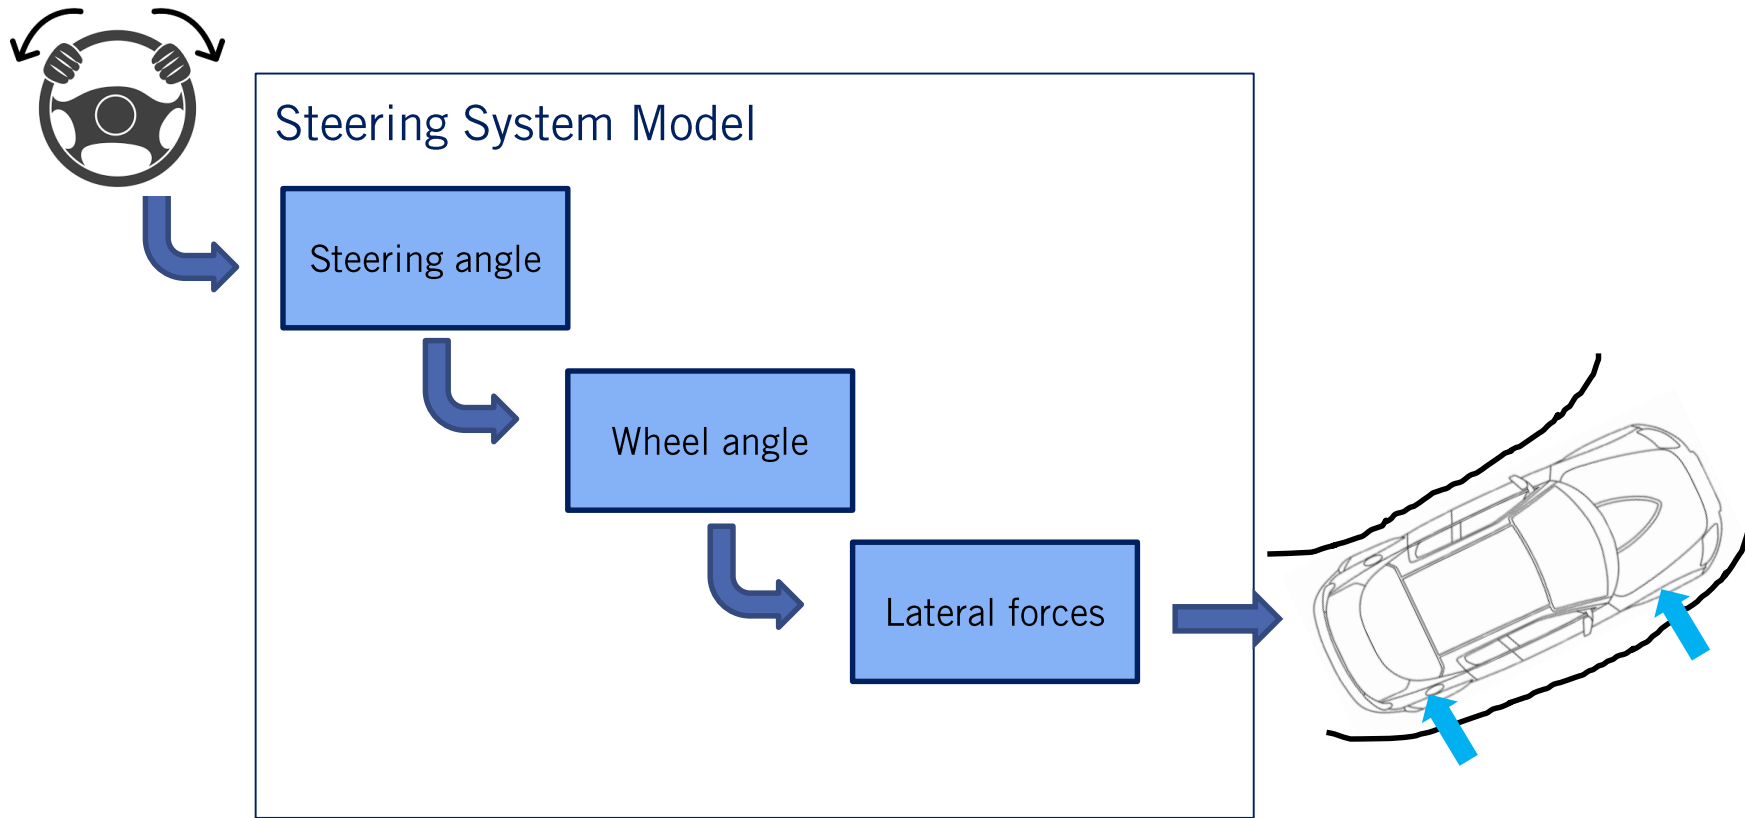 Steering System Model
Steering angle
Wheel angle
Lateral forces